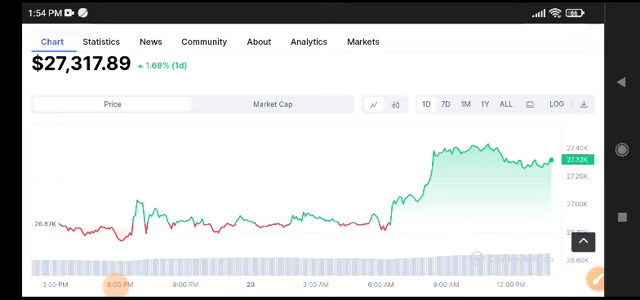 1:54 PM
66
Chart Statistics News Community About Analytics Markets
$27,317.89 1.68% (1d)
Price Market Cap 1D 7D 1M 1Y ALL LOG
27.40K
27.32K
27.20K
27.00K
26.87K
26.60K
3:00 PM 6:00 PM 9:00 PM 23 3:00 AM 6:00 AM 9:00 AM 12:00 PM